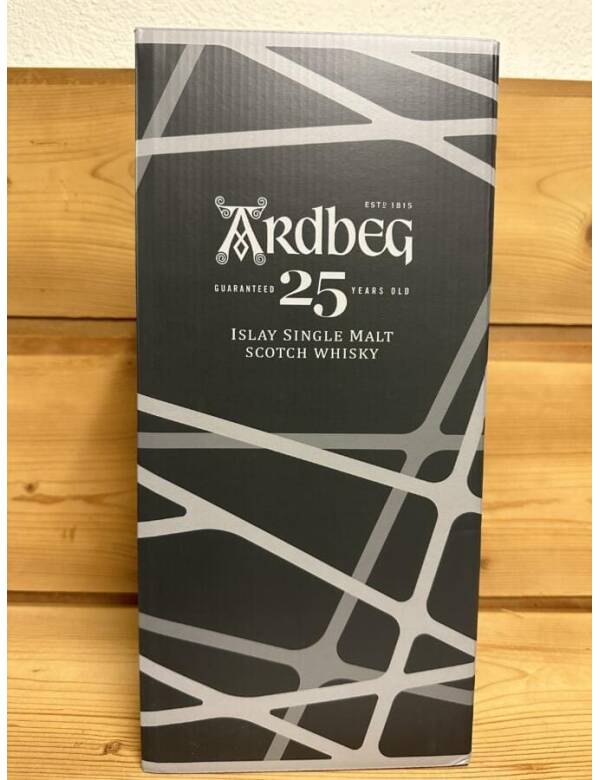 ESTD 1815
ARDBEG
GUARANTEED 25 YEARS OLD
ISLAY SINGLE MALT
SCOTCH WHISKY